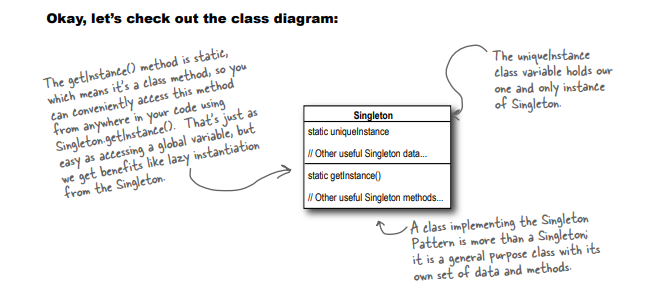 Okay, let's check out the class diagram:
The getInstance() method is static,
which means it's a class method, so you
can conveniently access this method
from anywhere in your code using
Singleton.getInstance(). That's just as
easy as accessing a global variable, but
we get benefits like lazy instantiation
from the Singleton.
The uniqueInstance
class variable holds our
one and only instance
of Singleton.
Singleton
static uniqueInstance
// Other useful Singleton data...
static getInstance()
// Other useful Singleton methods...
A class implementing the Singleton
Pattern is more than a Singleton;
it is a general purpose class with its
own set of data and methods.